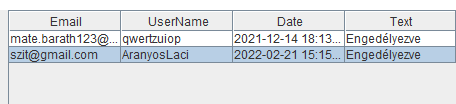 Email UserName Date Text
mate.barath123@... qwertzuiop 2021-12-14 18:13... Engedélyezve
szit@gmail.com AranyosLaci 2022-02-21 15:15... Engedélyezve